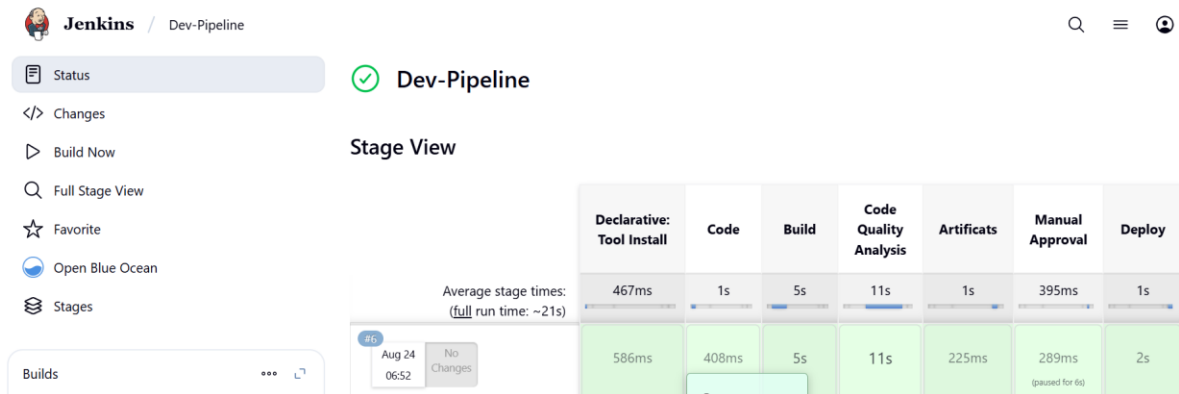 Jenkins / Dev-Pipeline
Status
Changes
Build Now
Full Stage View
Favorite
Open Blue Ocean
Stages
Builds
Dev-Pipeline
Stage View
Declarative: Tool Install
Code
Build
Code Quality Analysis
Artificats
Manual Approval
Deploy
Average stage times:
467ms 1s 5s 11s 1s 395ms 1s
(full run time: ~21s)
#6
Aug 24
06:52
No
Changes
586ms 408ms 5s 11s 225ms 289ms 2s
(paused for 6s)